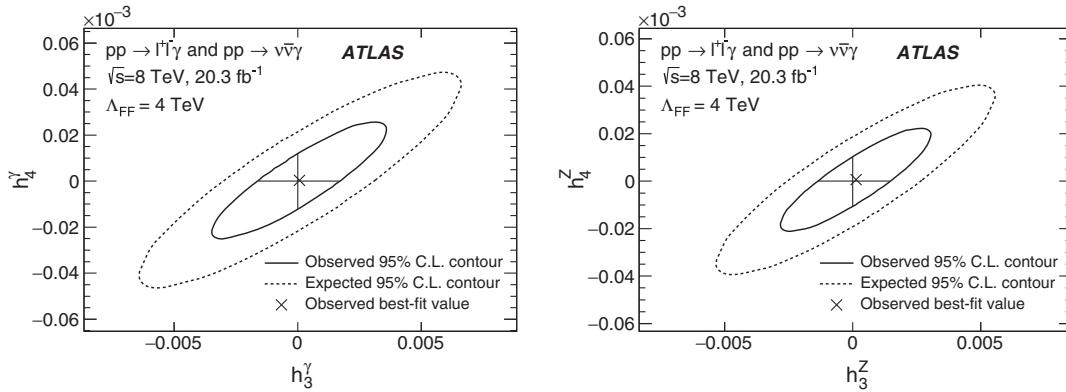 ×10⁻³
0.06
0.04
0.02
0
−0.02
−0.04
−0.06
h₄^γ
pp → l⁺l⁻γ and pp → νν̅γ
ATLAS
√s=8 TeV, 20.3 fb⁻¹
Λ_FF = 4 TeV
Observed 95% C.L. contour
Expected 95% C.L. contour
Observed best-fit value
−0.005 0 0.005
h₃^γ
×10⁻³
0.06
0.04
0.02
0
−0.02
−0.04
−0.06
h₄^Z
pp → l⁺l⁻γ and pp → νν̅γ
ATLAS
√s=8 TeV, 20.3 fb⁻¹
Λ_FF = 4 TeV
Observed 95% C.L. contour
Expected 95% C.L. contour
Observed best-fit value
−0.005 0 0.005
h₃^Z